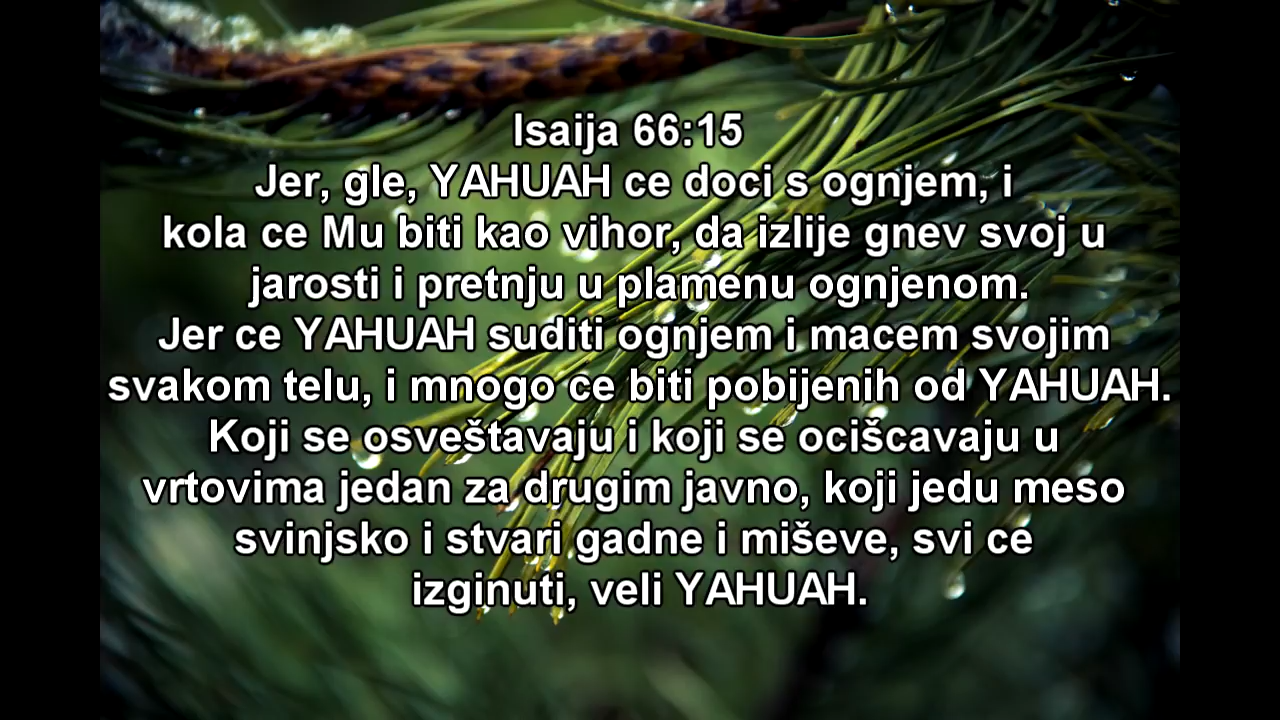 Isaija 66:15
Jer, gle, YAHUAH ce doci s ognjem, i
kola ce Mu biti kao vihor, da izlije gnev svoj u
jarosti i pretnju u plamenu ognjenom.
Jer ce YAHUAH suditi ognjem i macem svojim
svakom telu, i mnogo ce biti pobijenih od YAHUAH.
Koji se osveštavaju i koji se ocišcavaju u
vrtovima jedan za drugim javno, koji jedu meso
svinjsko i stvari gadne i miševe, svi ce
izginuti, veli YAHUAH.